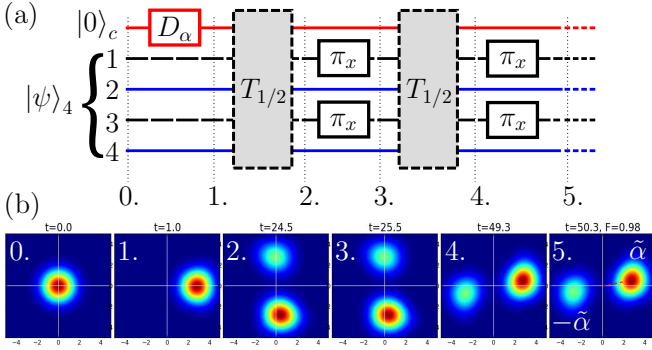 (a)
|0⟩c Dα
1 πx πx
|ψ⟩4 2 T1/2 T1/2
3 πx πx
4
0. 1. 2. 3. 4. 5.
(b)
t=0.0 t=1.0 t=24.5 t=25.5 t=49.3 t=50.3, F=0.98
0. 1. 2. 3. 4. 5. α̃
−α̃
−4 −2 0 2 4 −4 −2 0 2 4 −4 −2 0 2 4 −4 −2 0 2 4 −4 −2 0 2 4 −4 −2 0 2 4